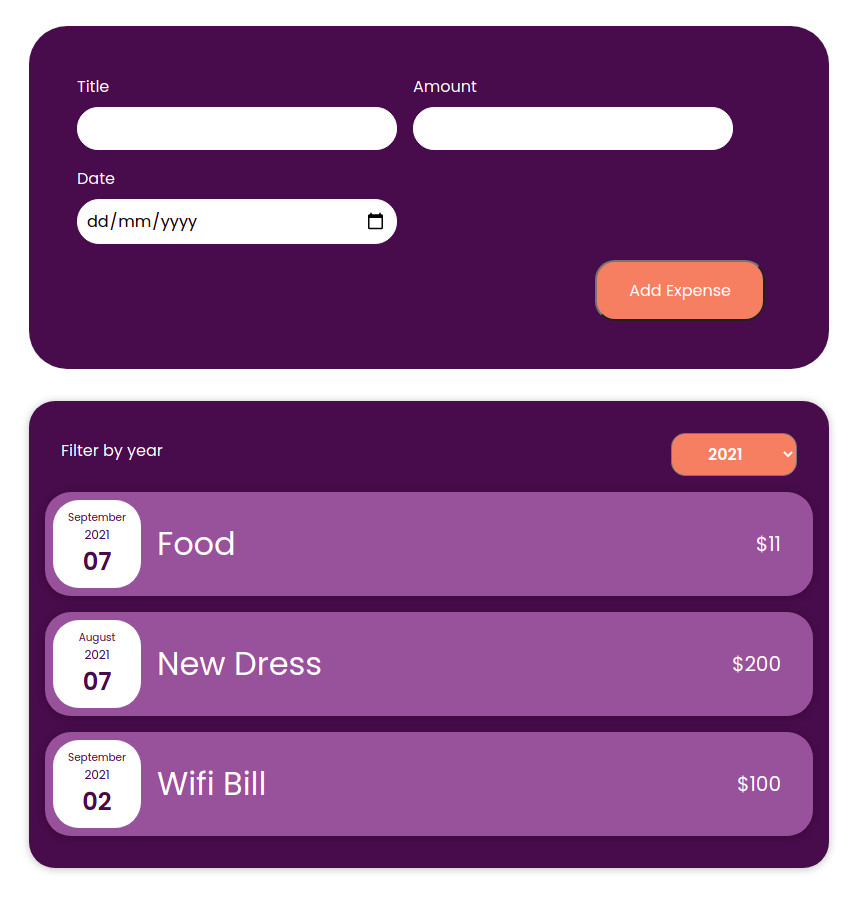 Title Amount
Date
dd/mm/yyyy
Add Expense
Filter by year 2021
September
2021
07
Food $11
August
2021
07
New Dress $200
September
2021
02
Wifi Bill $100